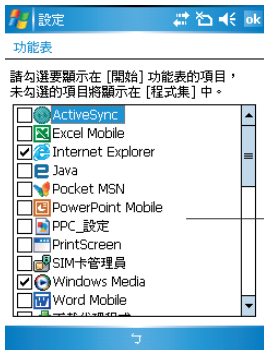 設定
ok
功能表
請勾選要顯示在 [開始] 功能表的項目，
未勾選的項目將顯示在 [程式集] 中。
ActiveSync
Excel Mobile
Internet Explorer
Java
Pocket MSN
PowerPoint Mobile
PPC_設定
PrintScreen
SIM卡管理員
Windows Media
Word Mobile